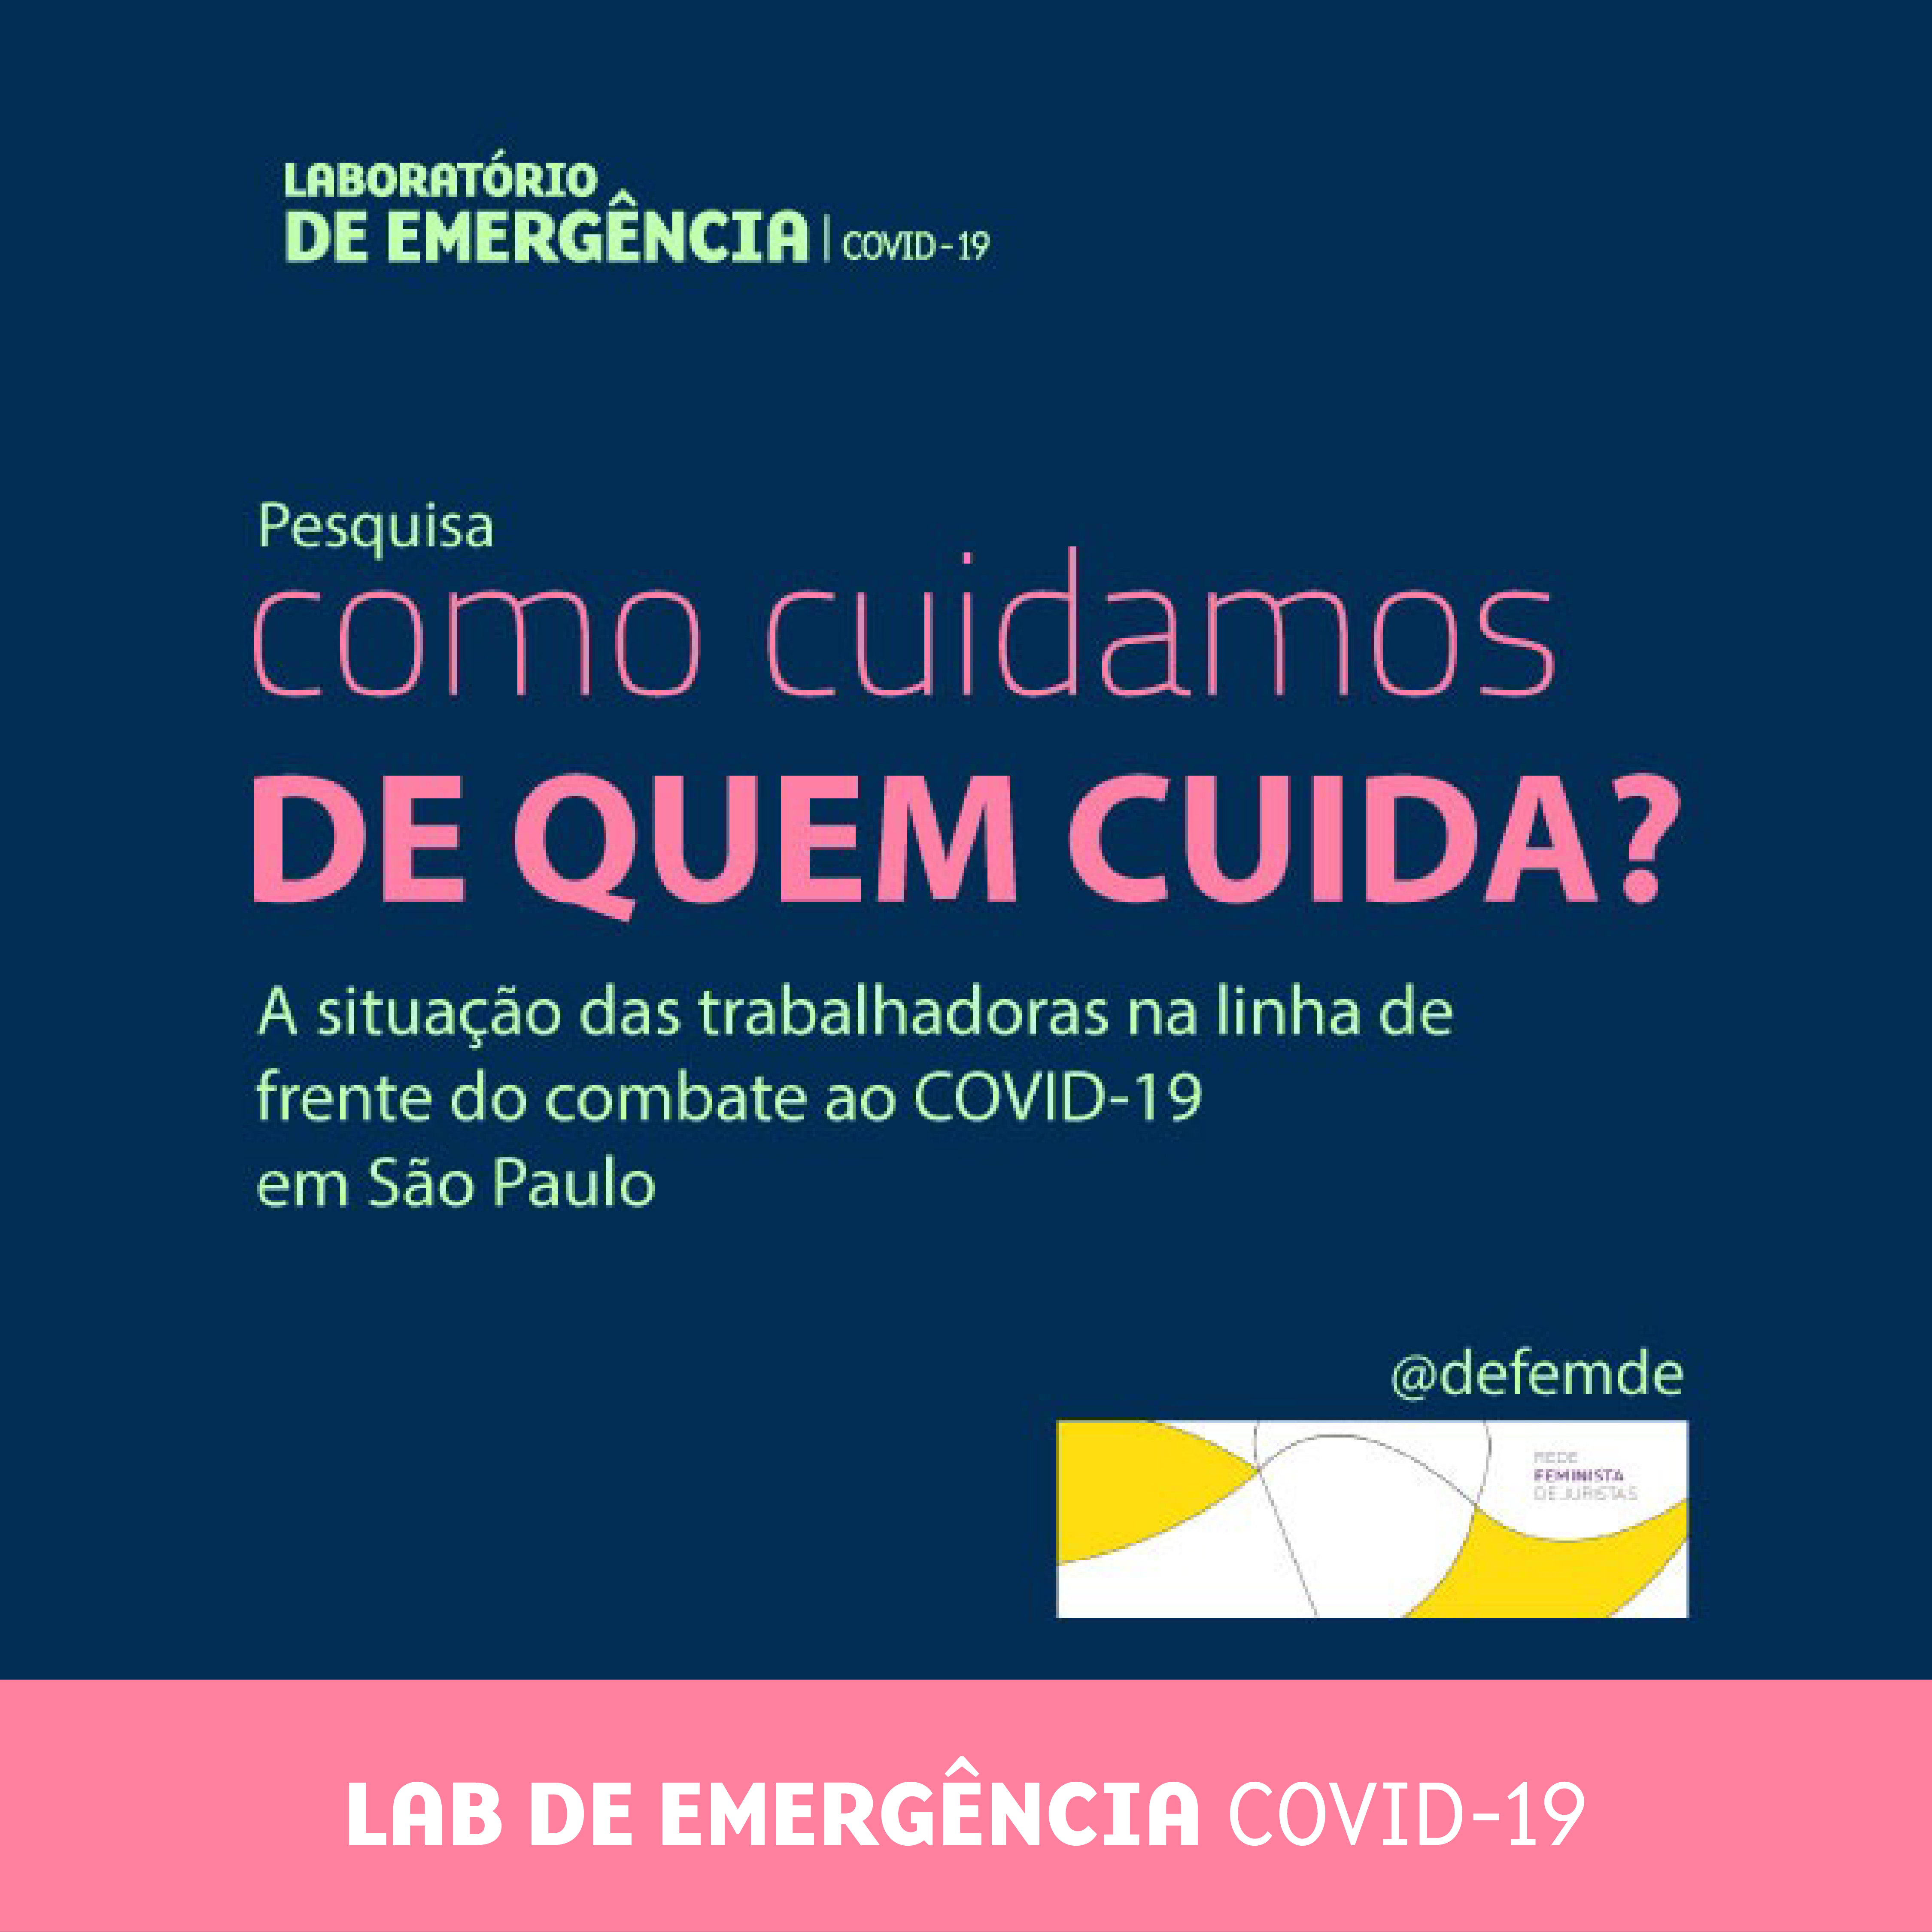 LABORATÓRIO
DE EMERGÊNCIA | COVID-19
Pesquisa
como cuidamos
DE QUEM CUIDA?
A situação das trabalhadoras na linha de
frente do combate ao COVID-19
em São Paulo
@defemde
REDE
FEMINISTA
DE JURISTAS
LAB DE EMERGÊNCIA COVID-19